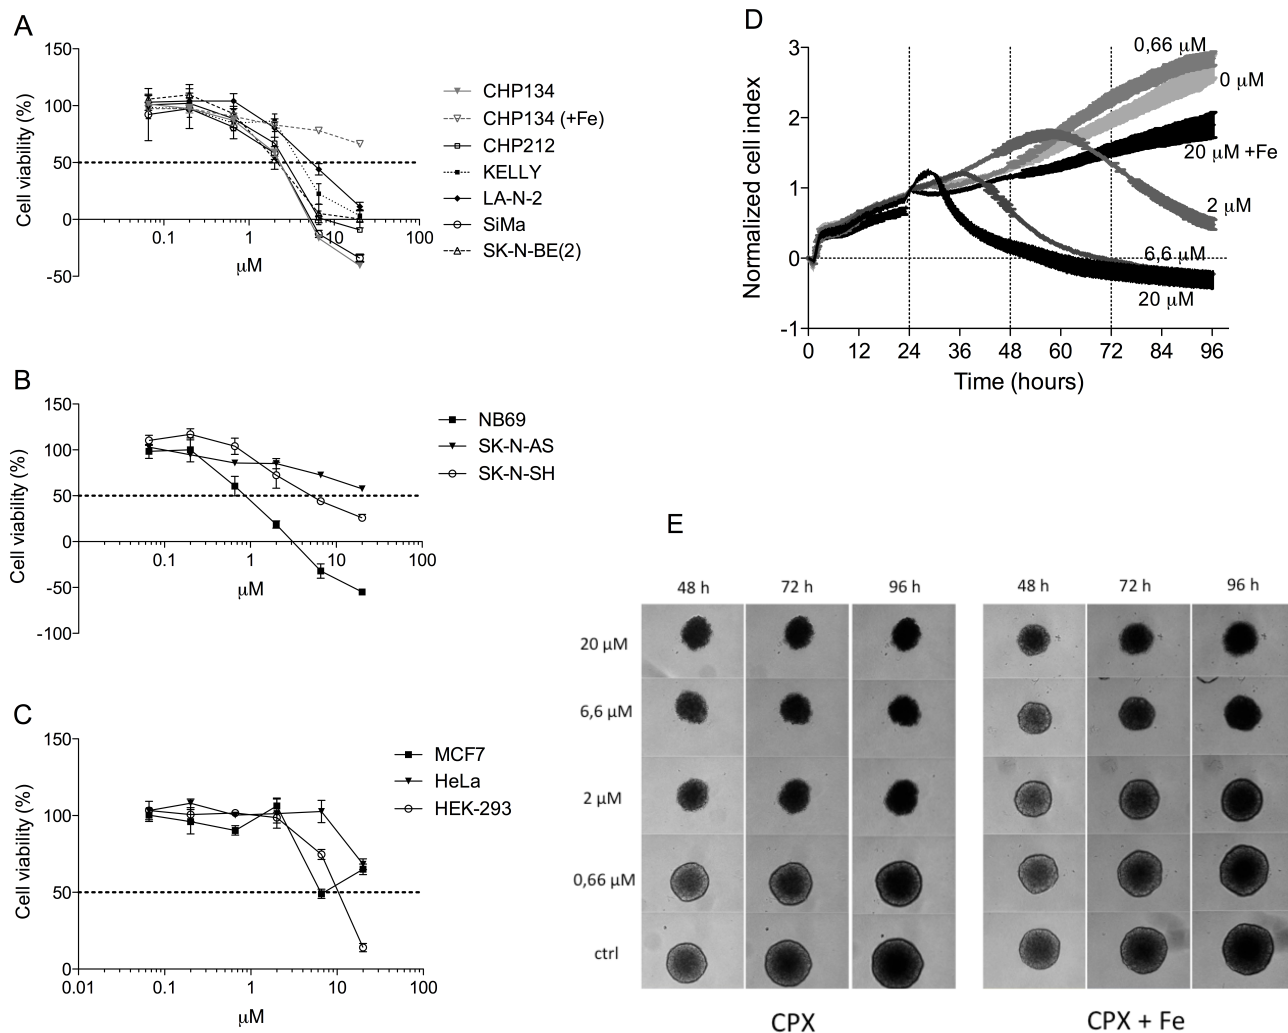 A
150
100
50
0
-50
Cell viability (%)
0.1
1
10
100
µM
CHP134
CHP134 (+Fe)
CHP212
KELLY
LA-N-2
SiMa
SK-N-BE(2)
B
150
100
50
0
-50
-100
Cell viability (%)
0.1
1
10
100
µM
NB69
SK-N-AS
SK-N-SH
C
150
100
50
0
Cell viability (%)
0.01
0.1
1
10
100
µM
MCF7
HeLa
HEK-293
D
3
2
1
0
-1
Normalized cell index
0,66 µM
0 µM
20 µM +Fe
2 µM
6,6 µM
20 µM
0 12 24 36 48 60 72 84 96
Time (hours)
E
48 h 72 h 96 h 48 h 72 h 96 h
20 µM
6,6 µM
2 µM
0,66 µM
ctrl
CPX CPX + Fe